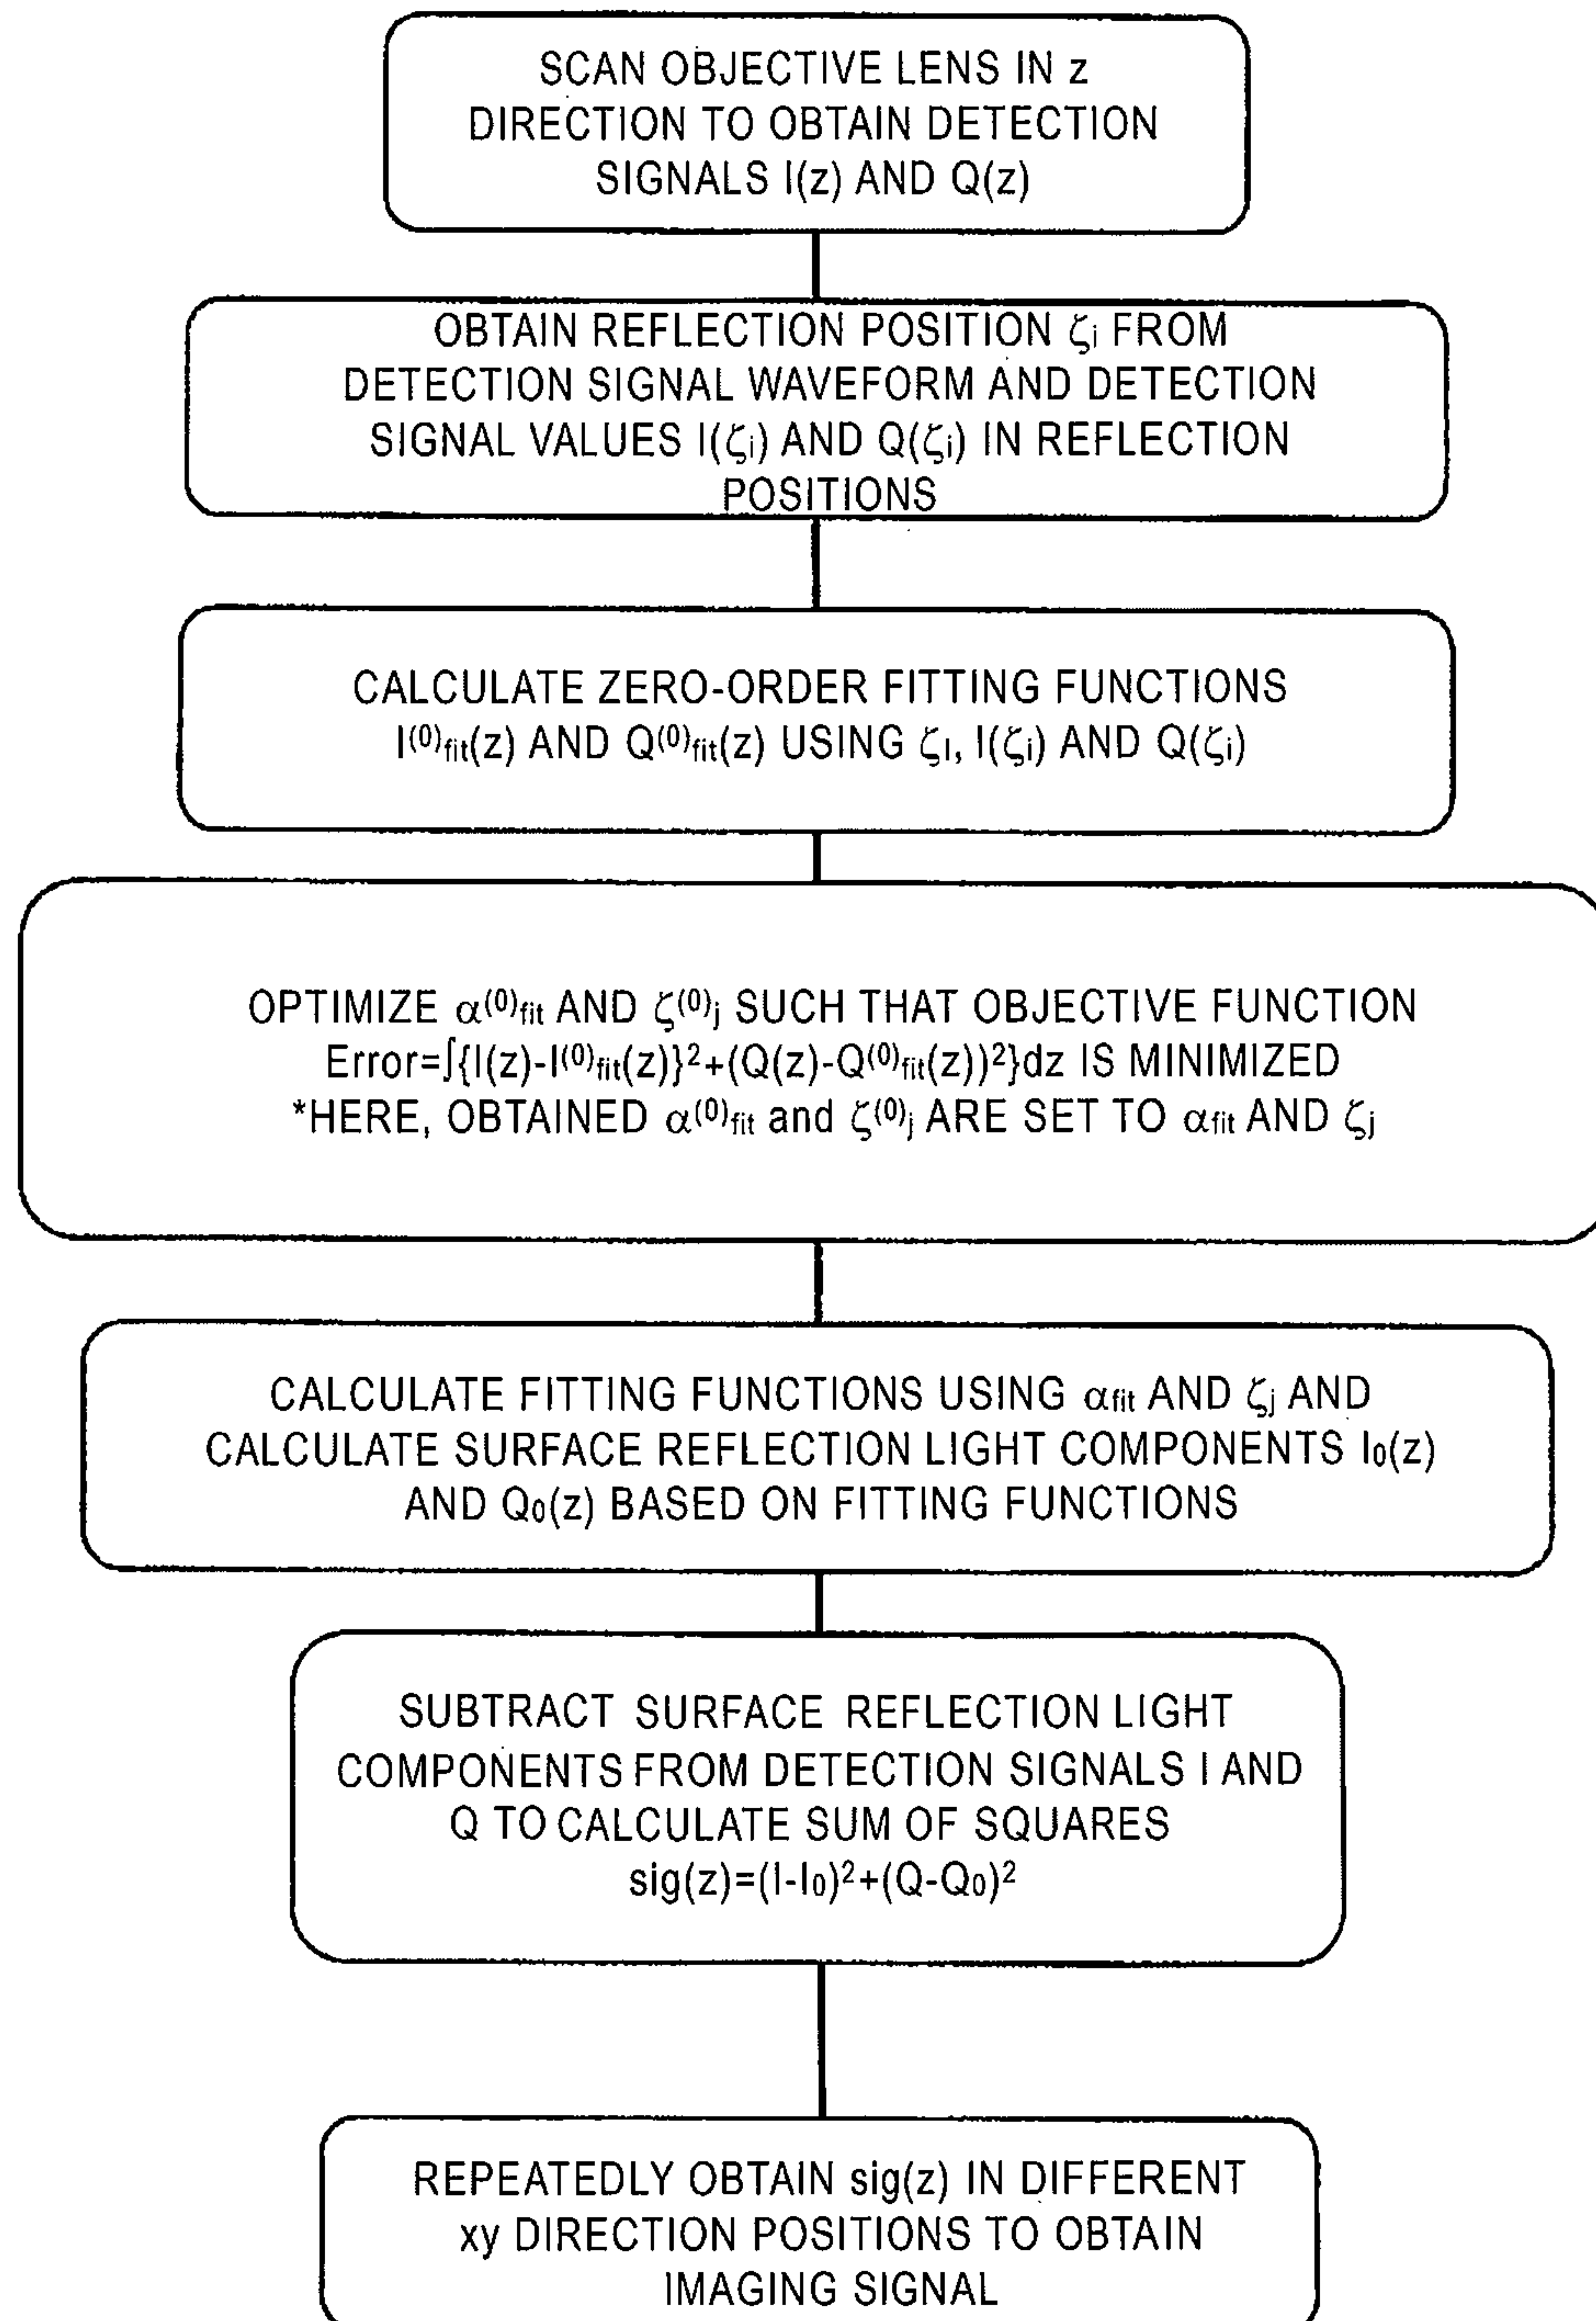 SCAN OBJECTIVE LENS IN z
DIRECTION TO OBTAIN DETECTION
SIGNALS I(z) AND Q(z)
OBTAIN REFLECTION POSITION ζi FROM
DETECTION SIGNAL WAVEFORM AND DETECTION
SIGNAL VALUES I(ζi) AND Q(ζi) IN REFLECTION
POSITIONS
CALCULATE ZERO-ORDER FITTING FUNCTIONS
I⁽⁰⁾fit(z) AND Q⁽⁰⁾fit(z) USING ζI, I(ζi) AND Q(ζi)
OPTIMIZE α⁽⁰⁾fit AND ζ⁽⁰⁾j SUCH THAT OBJECTIVE FUNCTION
Error=∫{I(z)-I⁽⁰⁾fit(z)}²+(Q(z)-Q⁽⁰⁾fit(z))²}dz IS MINIMIZED
*HERE, OBTAINED α⁽⁰⁾fit and ζ⁽⁰⁾j ARE SET TO αfit AND ζj
CALCULATE FITTING FUNCTIONS USING αfit AND ζj AND
CALCULATE SURFACE REFLECTION LIGHT COMPONENTS I₀(z)
AND Q₀(z) BASED ON FITTING FUNCTIONS
SUBTRACT SURFACE REFLECTION LIGHT
COMPONENTS FROM DETECTION SIGNALS I AND
Q TO CALCULATE SUM OF SQUARES
sig(z)=(I-I₀)²+(Q-Q₀)²
REPEATEDLY OBTAIN sig(z) IN DIFFERENT
xy DIRECTION POSITIONS TO OBTAIN
IMAGING SIGNAL